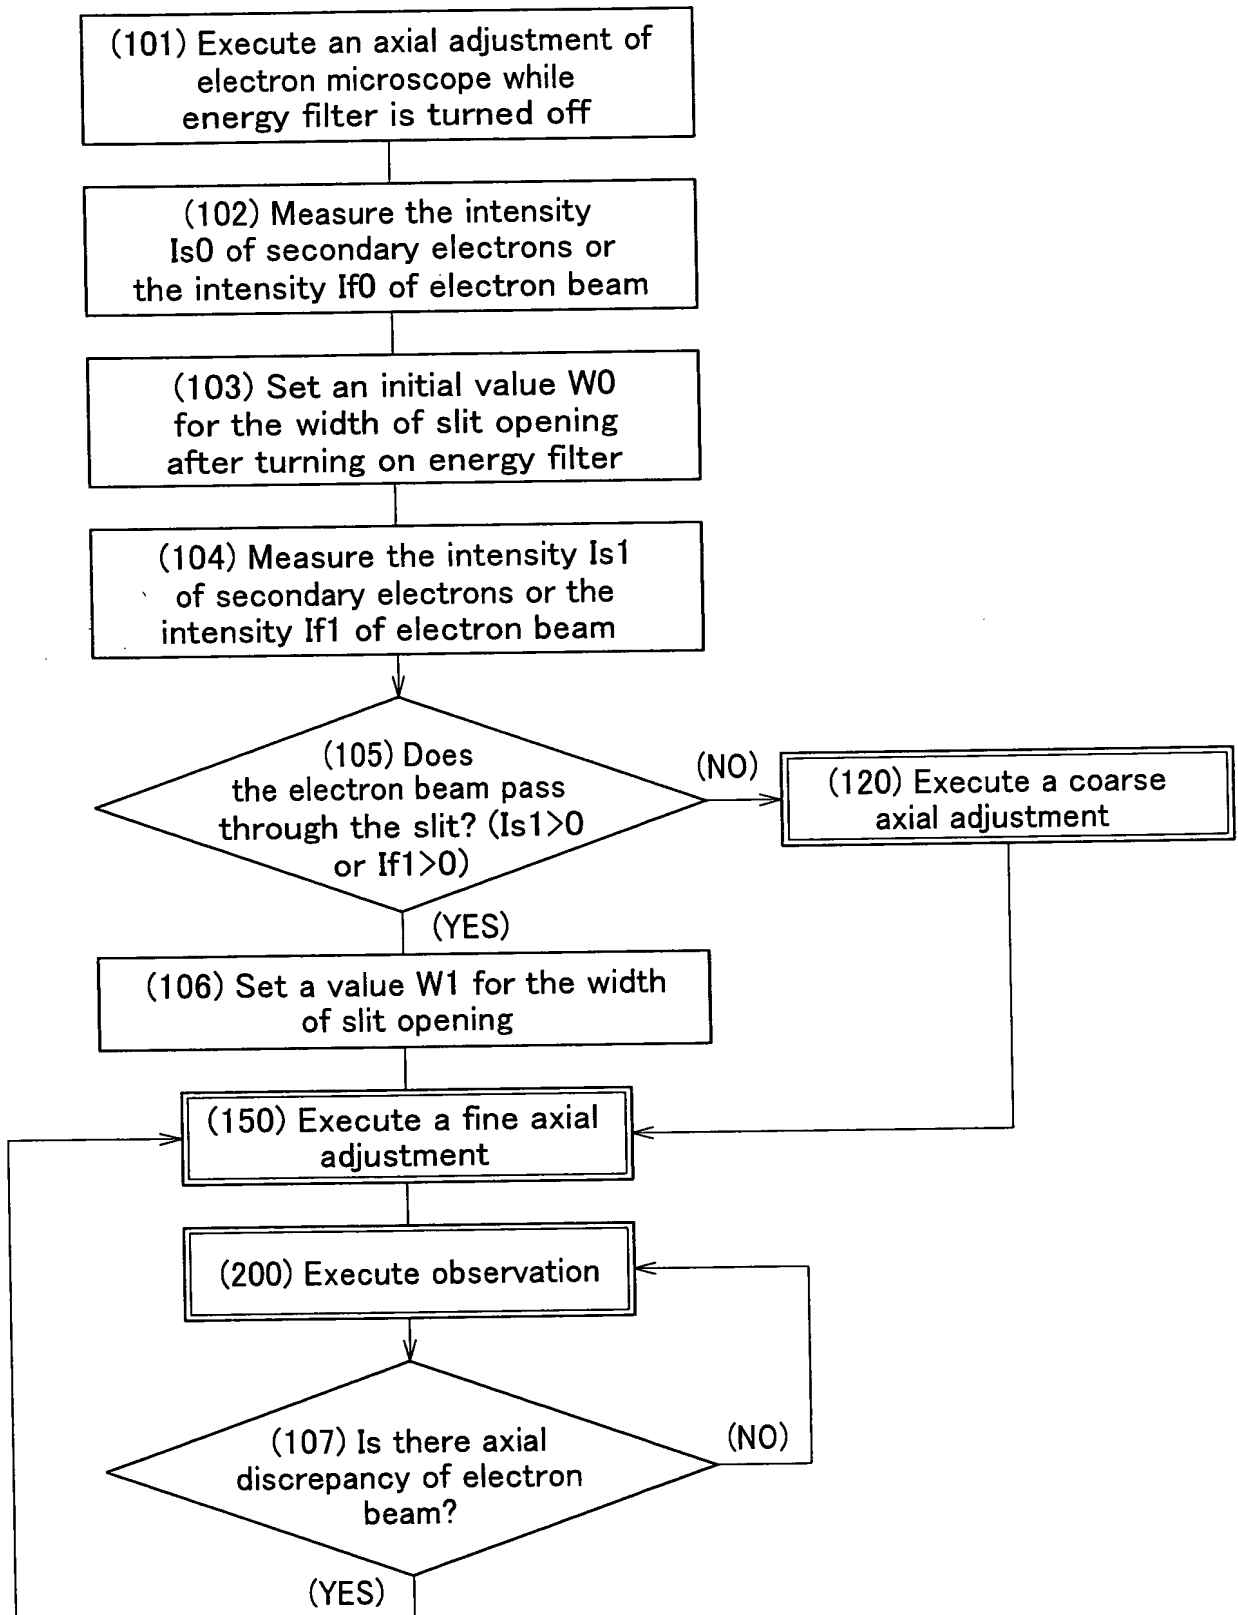 (101) Execute an axial adjustment of
electron microscope while
energy filter is turned off
(102) Measure the intensity
Is0 of secondary electrons or
the intensity If0 of electron beam
(103) Set an initial value W0
for the width of slit opening
after turning on energy filter
(104) Measure the intensity Is1
of secondary electrons or the
intensity If1 of electron beam
(105) Does
the electron beam pass
through the slit? (Is1>0
or If1>0)
(NO)
(120) Execute a coarse
axial adjustment
(YES)
(106) Set a value W1 for the width
of slit opening
(150) Execute a fine axial
adjustment
(200) Execute observation
(107) Is there axial
discrepancy of electron
beam?
(NO)
(YES)